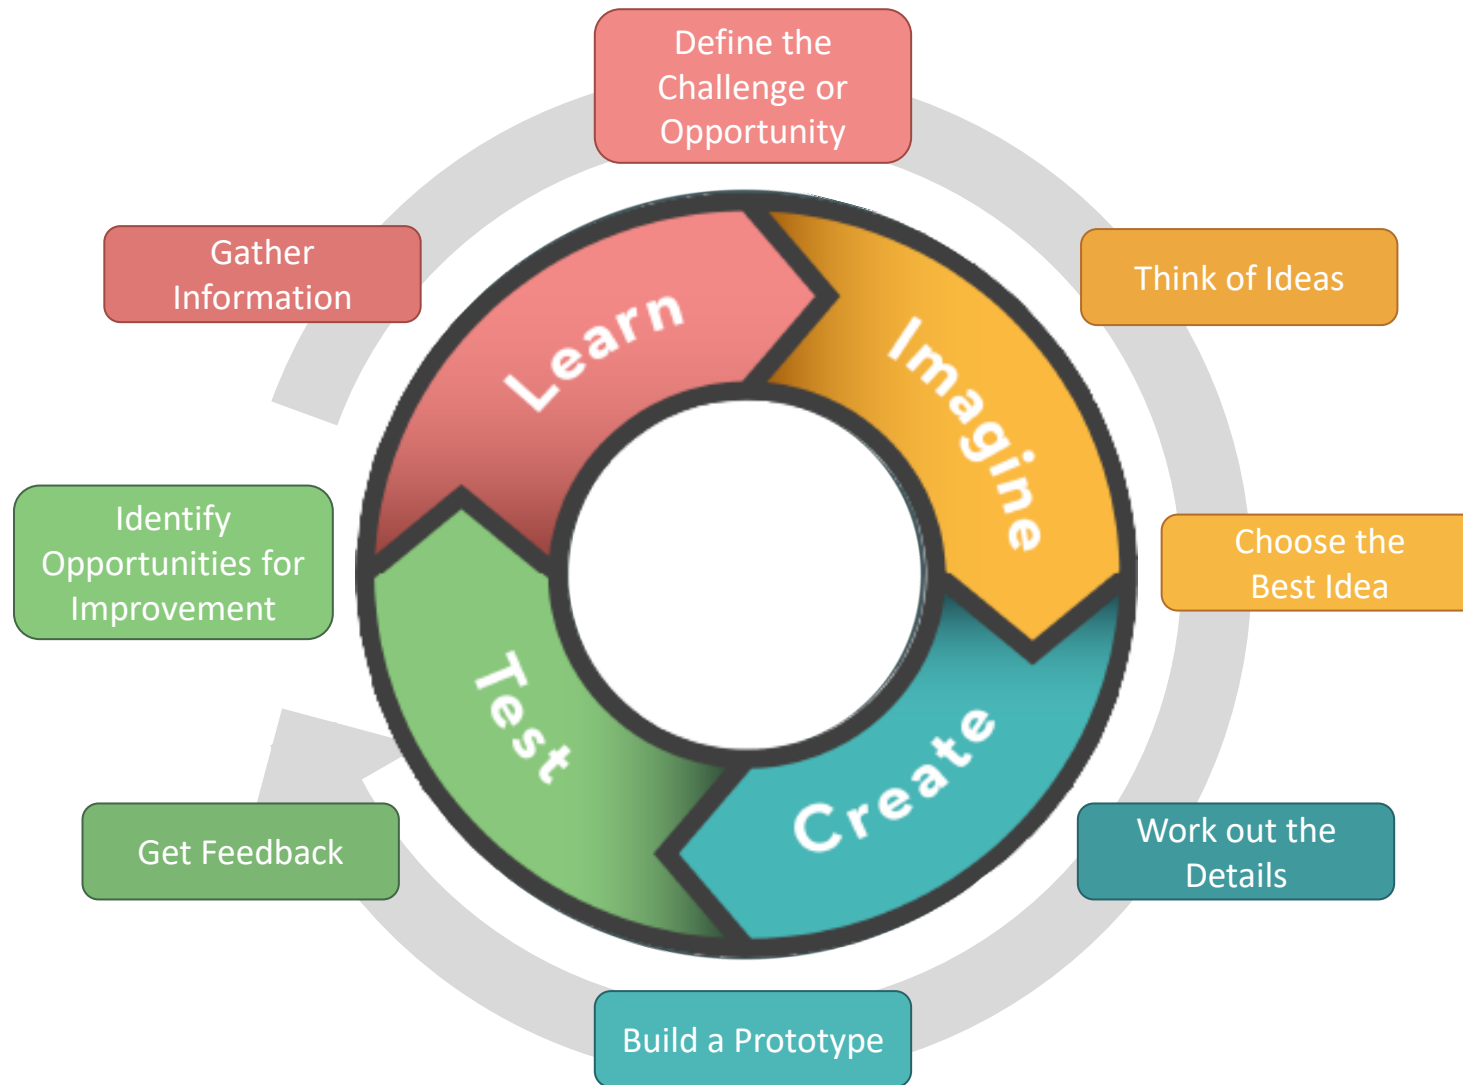 Define the
Challenge or
Opportunity
Gather
Information
Think of Ideas
Learn
Imagine
Identify
Opportunities for
Improvement
Choose the
Best Idea
Test
Create
Get Feedback
Work out the
Details
Build a Prototype